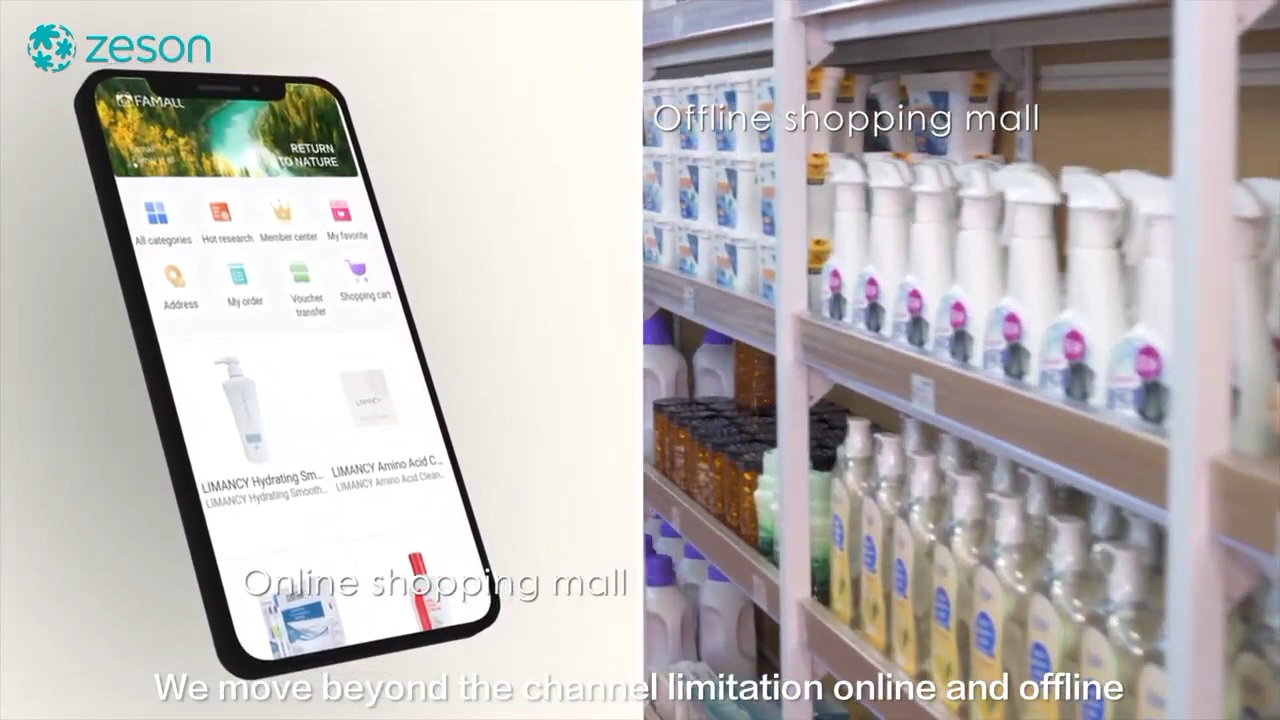 zeson
FAMALL
RETURN
TO NATURE
All categories
Hot research
Member center
My favorite
Address
My order
Voucher
transfer
Shopping cart
LIMANCY
LIMANCY Hydrating Sm...
LIMANCY Hydrating Smooth...
LIMANCY Amino Acid C...
LIMANCY Amino Acid Clean...
Online shopping mall
Offline shopping mall
We move beyond the channel limitation online and offline